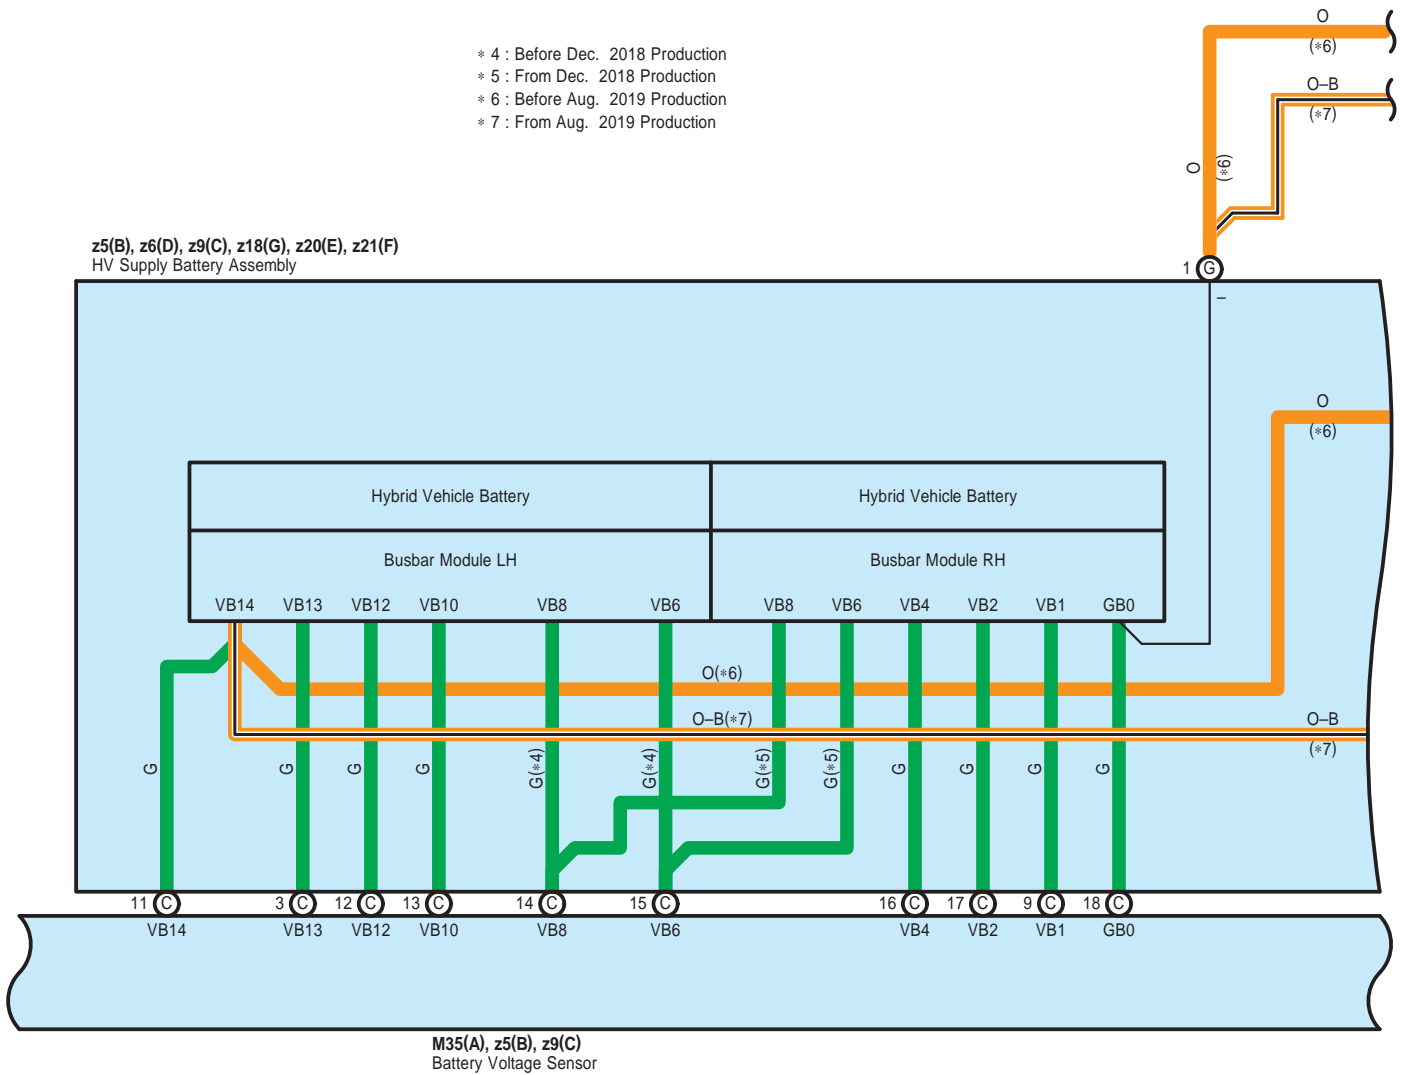 O
(*6)
* 4 : Before Dec. 2018 Production
* 5 : From Dec. 2018 Production
* 6 : Before Aug. 2019 Production
* 7 : From Aug. 2019 Production
O–B
(*7)
O
(*6)
z5(B), z6(D), z9(C), z18(G), z20(E), z21(F)
HV Supply Battery Assembly
1 G
–
O
(*6)
Hybrid Vehicle Battery Hybrid Vehicle Battery
Busbar Module LH Busbar Module RH
VB14 VB13 VB12 VB10 VB8 VB6 VB8 VB6 VB4 VB2 VB1 GB0
O(*6)
O–B(*7) O–B
(*7)
G G G G G(*4) G(*4) G(*5) G(*5) G G G G
11 C 3 C 12 C 13 C 14 C 15 C 16 C 17 C 9 C 18 C
VB14 VB13 VB12 VB10 VB8 VB6 VB4 VB2 VB1 GB0
M35(A), z5(B), z9(C)
Battery Voltage Sensor